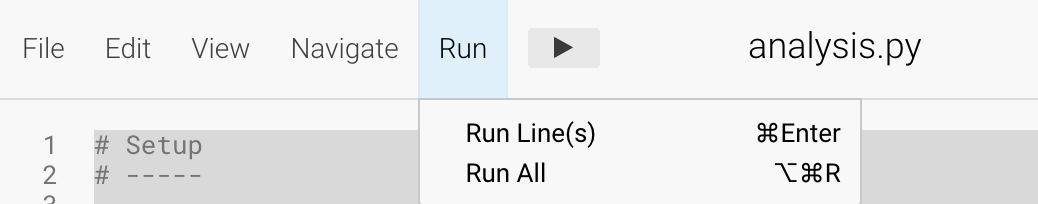 File Edit View Navigate Run analysis.py
Run Line(s) ⌘Enter
Run All ⌥⌘R
1 # Setup
2 # -----